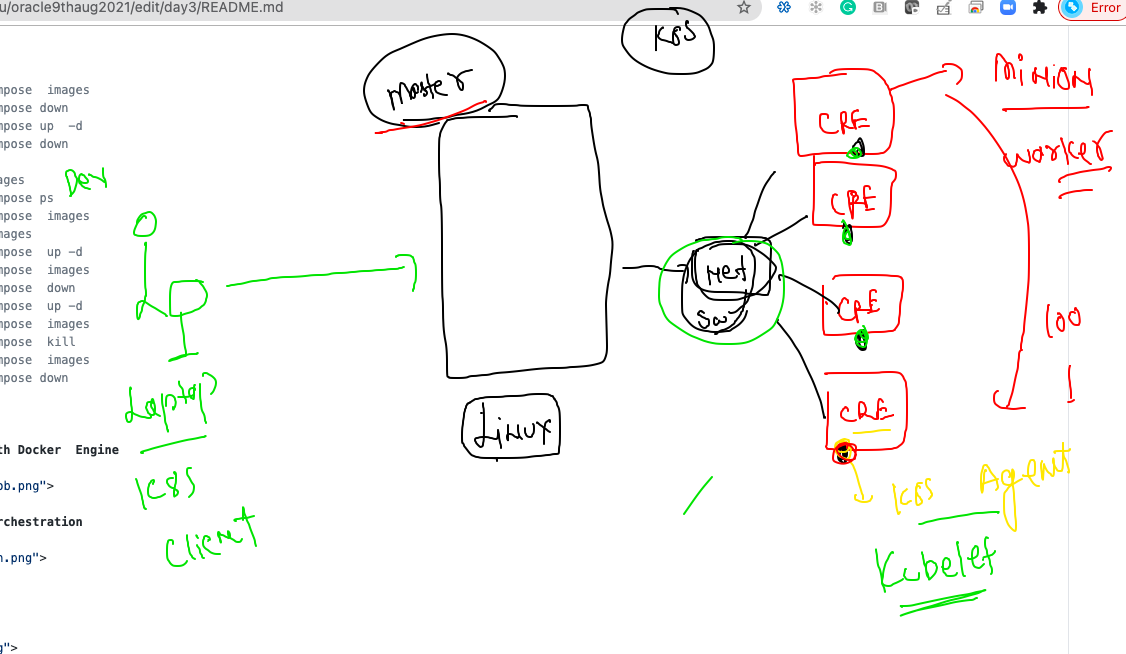 u/oracle9thaug2021/edit/day3/README.md
Error
K8S
Master
MiNiON
mpose images
mpose down
mpose up -d
mpose down
CRE
worker
Dev
ages
mpose ps
mpose images
mages
mpose up -d
mpose images
mpose down
mpose up -d
mpose images
mpose kill
mpose images
mpose down
CRE
CRE
100
1
Laptop
CRE
LiNUX
th Docker Engine
K8S
ob.png">
K8S Agent
rchestration
Client
n.png">
Kubelet
g">